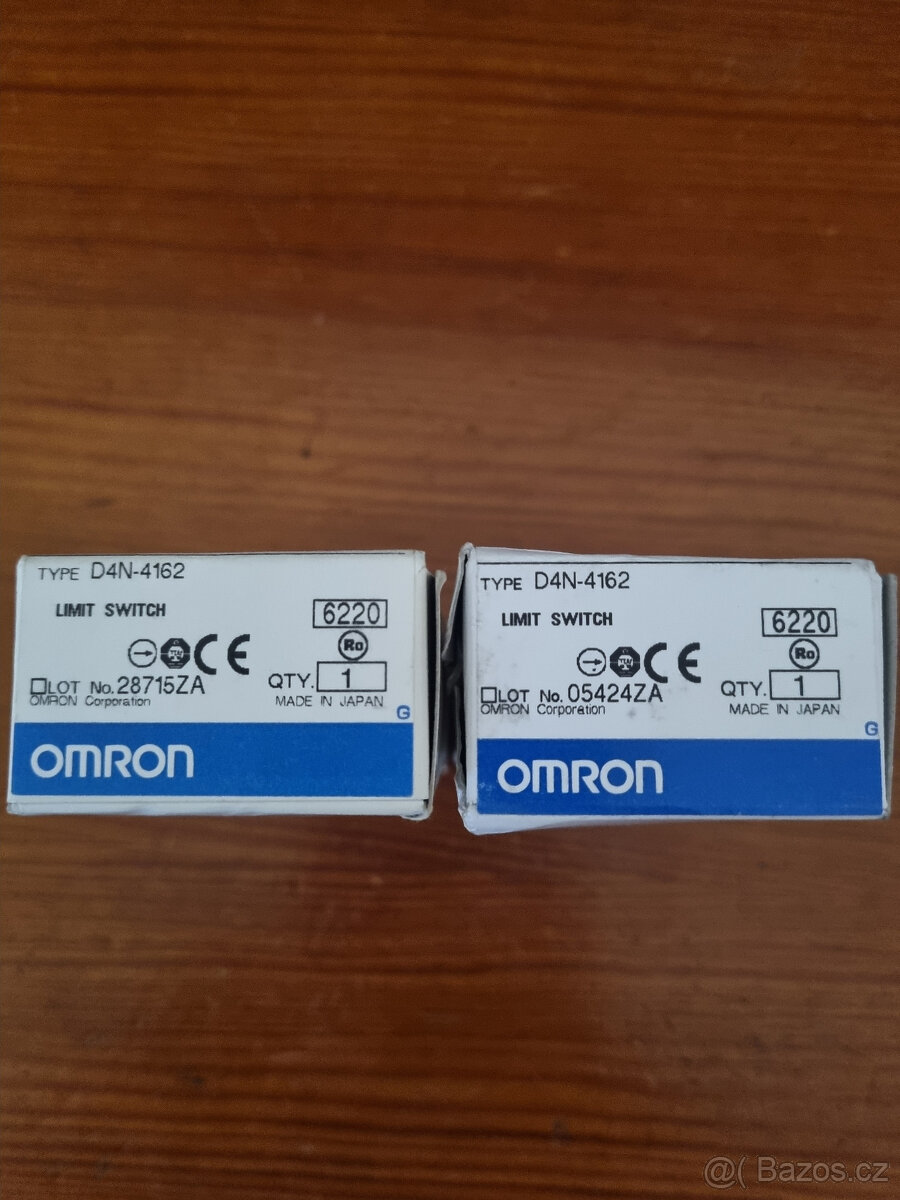 TYPE D4N-4162
LIMIT SWITCH
6220
Ro
CE
LOT No. 28715ZA
QTY. 1
OMRON Corporation
MADE IN JAPAN
G
OMRON
TYPE D4N-4162
LIMIT SWITCH
6220
Ro
CE
LOT No. 05424ZA
QTY. 1
OMRON Corporation
MADE IN JAPAN
G
OMRON
@( Bazos.cz